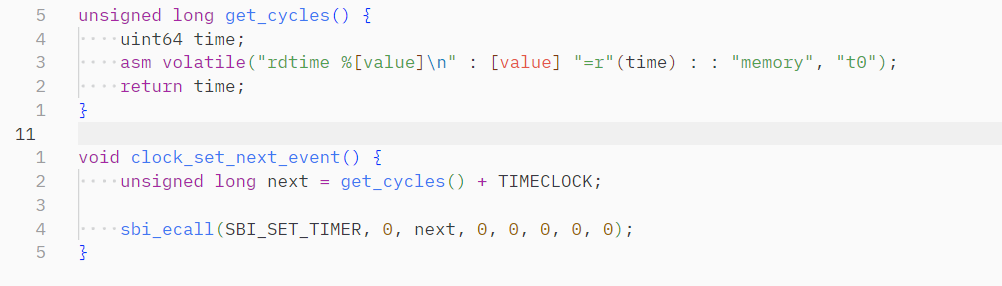 5 unsigned long get_cycles() {
4 ····uint64 time;
3 ····asm volatile("rdtime %[value]\n" : [value] "=r"(time) : : "memory", "t0");
2 ····return time;
1 }
11
1 void clock_set_next_event() {
2 ····unsigned long next = get_cycles() + TIMECLOCK;
3
4 ····sbi_ecall(SBI_SET_TIMER, 0, next, 0, 0, 0, 0, 0);
5 }